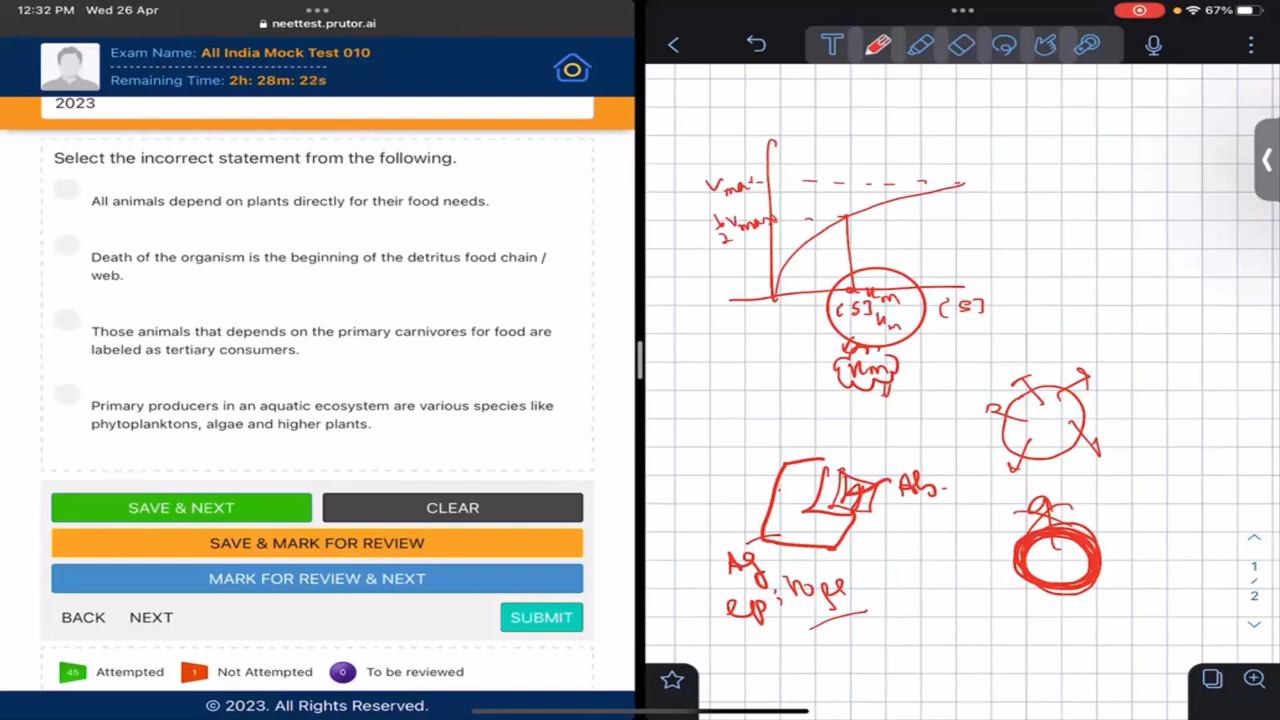 12:32 PM Wed 26 Apr
67%
neettest.prutor.ai
Exam Name: All India Mock Test 010
Remaining Time: 2h: 28m: 22s
2023
Select the incorrect statement from the following.
All animals depend on plants directly for their food needs.
Death of the organism is the beginning of the detritus food chain /
web.
Those animals that depends on the primary carnivores for food are
labeled as tertiary consumers.
Primary producers in an aquatic ecosystem are various species like
phytoplanktons, algae and higher plants.
SAVE & NEXT
CLEAR
SAVE & MARK FOR REVIEW
MARK FOR REVIEW & NEXT
BACK
NEXT
SUBMIT
45 Attempted
1 Not Attempted
0 To be reviewed
© 2023. All Rights Reserved.
T
Vmax
Vmax
2
[S]
[S]
Km
Ag
Ab
1
/
2